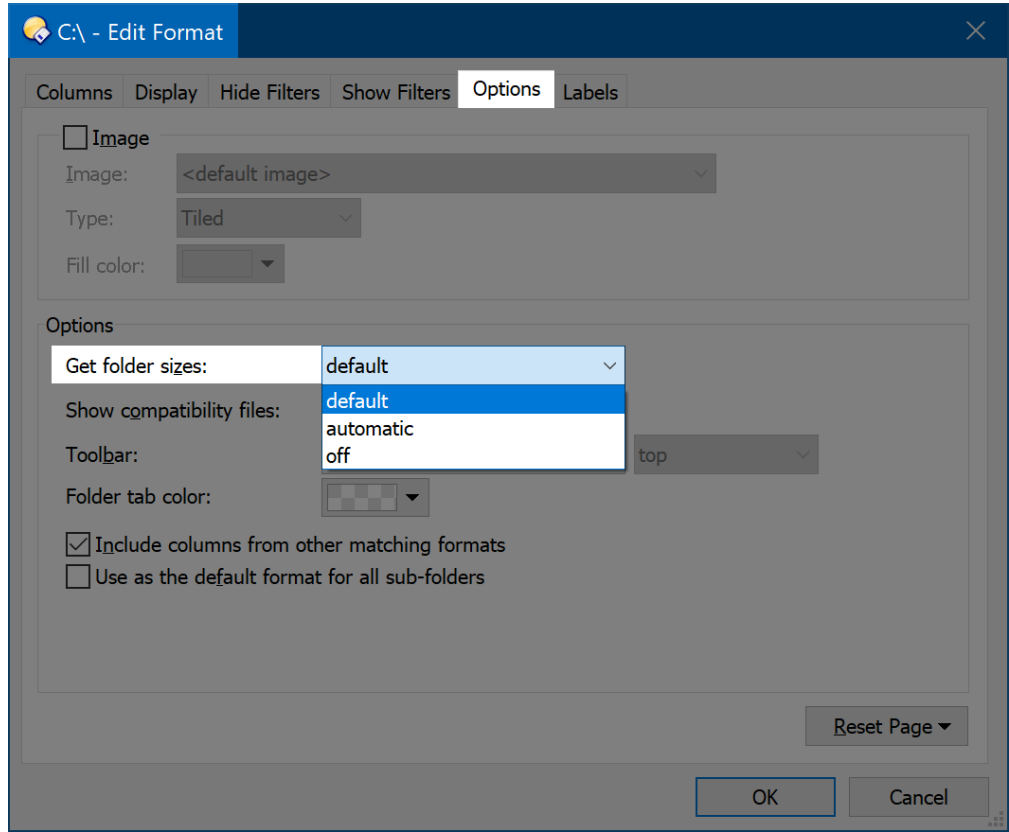 C:\ - Edit Format
Columns Display Hide Filters Show Filters Options Labels
Image
Image: <default image>
Type: Tiled
Fill color:
Options
Get folder sizes: default
default
Show compatibility files:
automatic
Toolbar: off top
Folder tab color:
Include columns from other matching formats
Use as the default format for all sub-folders
Reset Page
OK Cancel